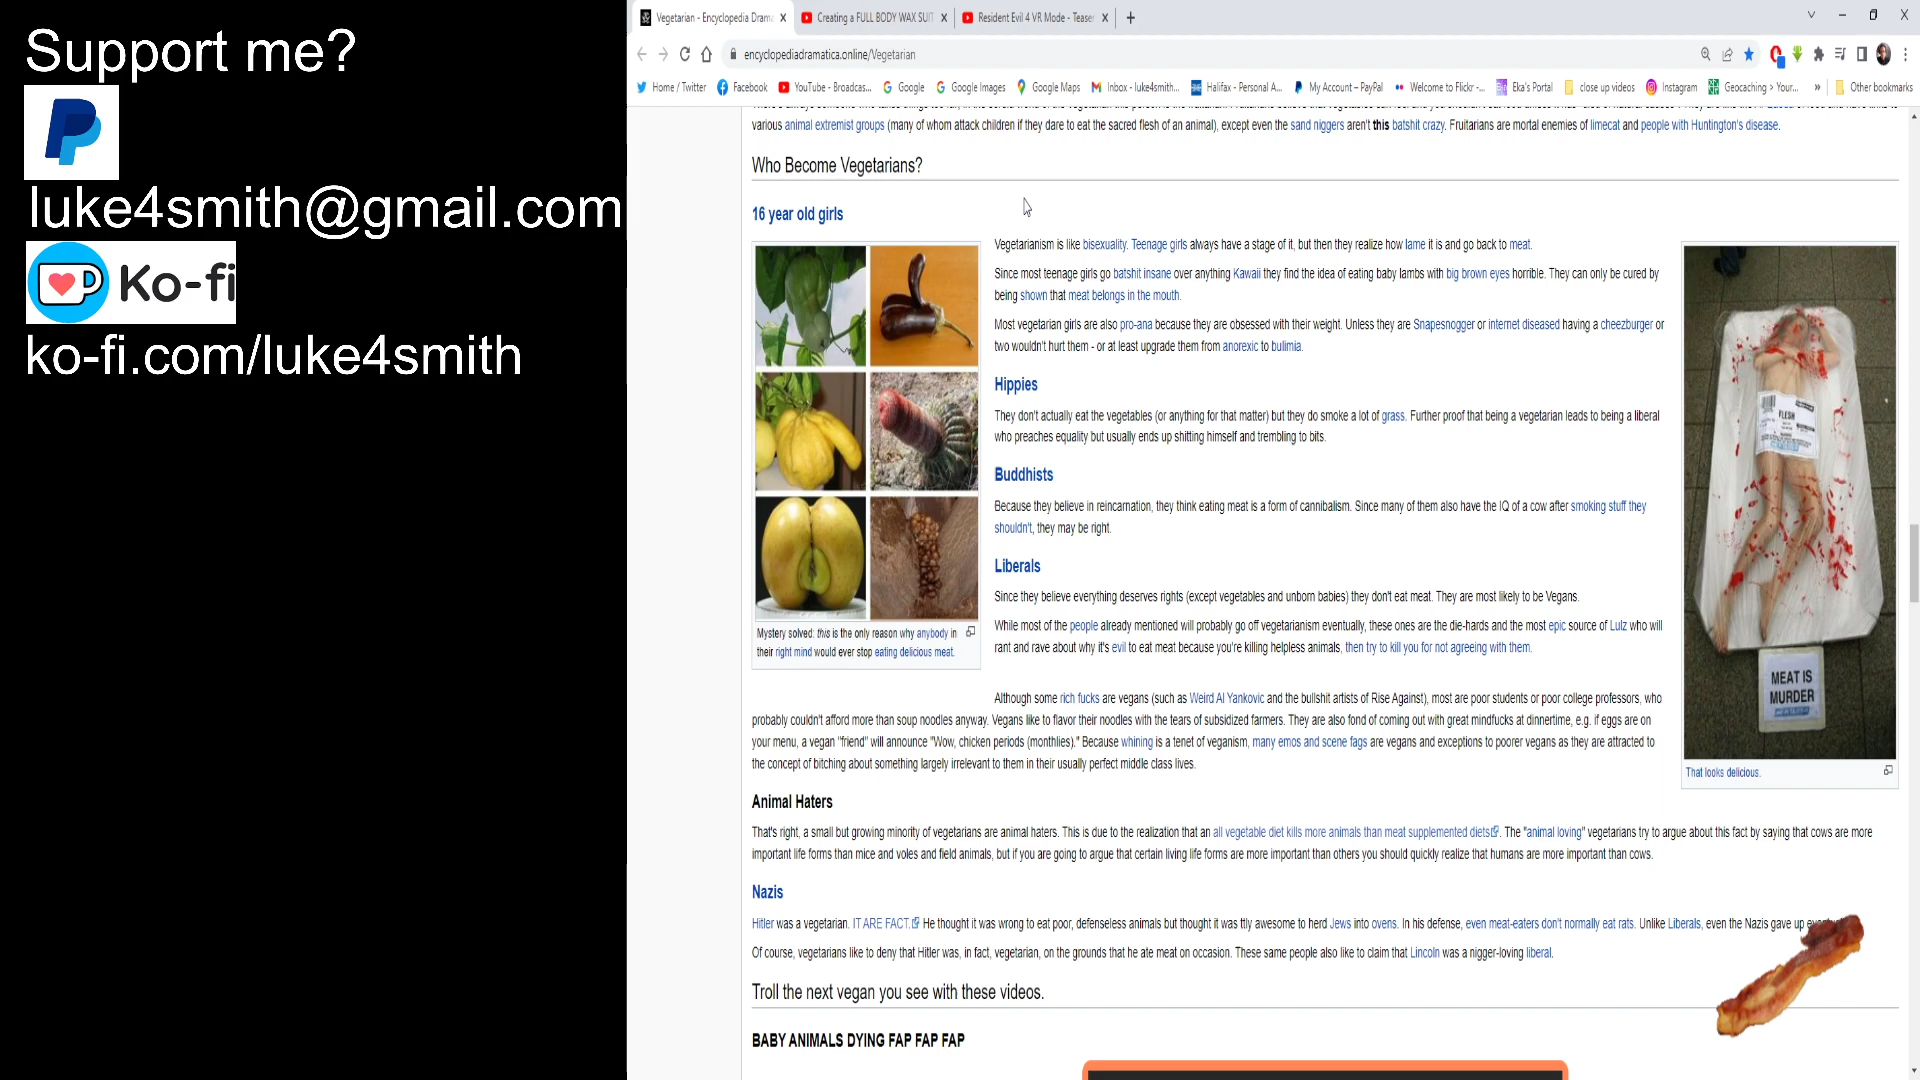 Support me?
luke4smith@gmail.com
Ko-fi
ko-fi.com/luke4smith
Vegetarian - Encyclopedia Drama
Creating a FULL BODY WAX SUIT
Resident Evil 4 VR Mode - Teaser
encyclopediadramatica.online/Vegetarian
Home / Twitter
Facebook
YouTube - Broadcas...
Google
Google Images
Google Maps
Inbox - luke4smith...
Halifax - Personal A...
My Account – PayPal
Welcome to Flickr -...
Eka's Portal
close up videos
Instagram
Geocaching > Your...
»
Other bookmarks
various animal extremist groups (many of whom attack children if they dare to eat the sacred flesh of an animal), except even the sand niggers aren't this batshit crazy. Fruitarians are mortal enemies of limecat and people with Huntington's disease.
Who Become Vegetarians?
16 year old girls
Vegetarianism is like bisexuality. Teenage girls always have a stage of it, but then they realize how lame it is and go back to meat.
Since most teenage girls go batshit insane over anything Kawaii they find the idea of eating baby lambs with big brown eyes horrible. They can only be cured by
being shown that meat belongs in the mouth.
Most vegetarian girls are also pro-ana because they are obsessed with their weight. Unless they are Snapesnogger or internet diseased having a cheezburger or
two wouldn't hurt them - or at least upgrade them from anorexic to bulimia.
Hippies
They don't actually eat the vegetables (or anything for that matter) but they do smoke a lot of grass. Further proof that being a vegetarian leads to being a liberal
who preaches equality but usually ends up shitting himself and trembling to bits.
Buddhists
Because they believe in reincarnation, they think eating meat is a form of cannibalism. Since many of them also have the IQ of a cow after smoking stuff they
shouldn't, they may be right.
Liberals
Since they believe everything deserves rights (except vegetables and unborn babies) they don't eat meat. They are most likely to be Vegans.
While most of the people already mentioned will probably go off vegetarianism eventually, these ones are the die-hards and the most epic source of Lulz who will
rant and rave about why it's evil to eat meat because you're killing helpless animals, then try to kill you for not agreeing with them.
Mystery solved: this is the only reason why anybody in
their right mind would ever stop eating delicious meat.
FLESH
MEAT IS
MURDER
That looks delicious.
Although some rich fucks are vegans (such as Weird Al Yankovic and the bullshit artists of Rise Against), most are poor students or poor college professors, who
probably couldn't afford more than soup noodles anyway. Vegans like to flavor their noodles with the tears of subsidized farmers. They are also fond of coming out with great mindfucks at dinnertime, e.g. if eggs are on
your menu, a vegan "friend" will announce "Wow, chicken periods (monthlies)." Because whining is a tenet of veganism, many emos and scene fags are vegans and exceptions to poorer vegans as they are attracted to
the concept of bitching about something largely irrelevant to them in their usually perfect middle class lives.
Animal Haters
That's right, a small but growing minority of vegetarians are animal haters. This is due to the realization that an all vegetable diet kills more animals than meat supplemented diets. The "animal loving" vegetarians try to argue about this fact by saying that cows are more
important life forms than mice and voles and field animals, but if you are going to argue that certain living life forms are more important than others you should quickly realize that humans are more important than cows.
Nazis
Hitler was a vegetarian. IT ARE FACT. He thought it was wrong to eat poor, defenseless animals but thought it was ttly awesome to herd Jews into ovens. In his defense, even meat-eaters don't normally eat rats. Unlike Liberals, even the Nazis gave up
Of course, vegetarians like to deny that Hitler was, in fact, vegetarian, on the grounds that he ate meat on occasion. These same people also like to claim that Lincoln was a nigger-loving liberal.
Troll the next vegan you see with these videos.
BABY ANIMALS DYING FAP FAP FAP